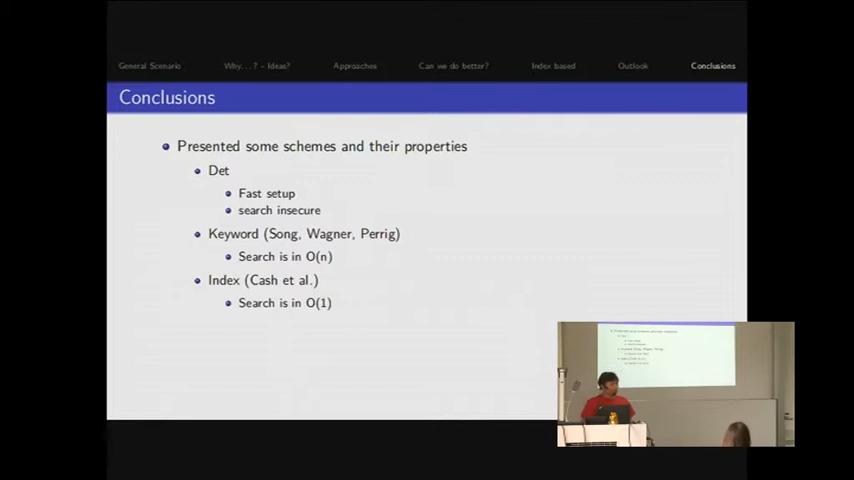 General Scenario Why...? - Ideas? Approaches Can we do better? Index based Outlook Conclusions
Conclusions
Presented some schemes and their properties
Det
Fast setup
search insecure
Keyword (Song, Wagner, Perrig)
Search is in O(n)
Index (Cash et al.)
Search is in O(1)